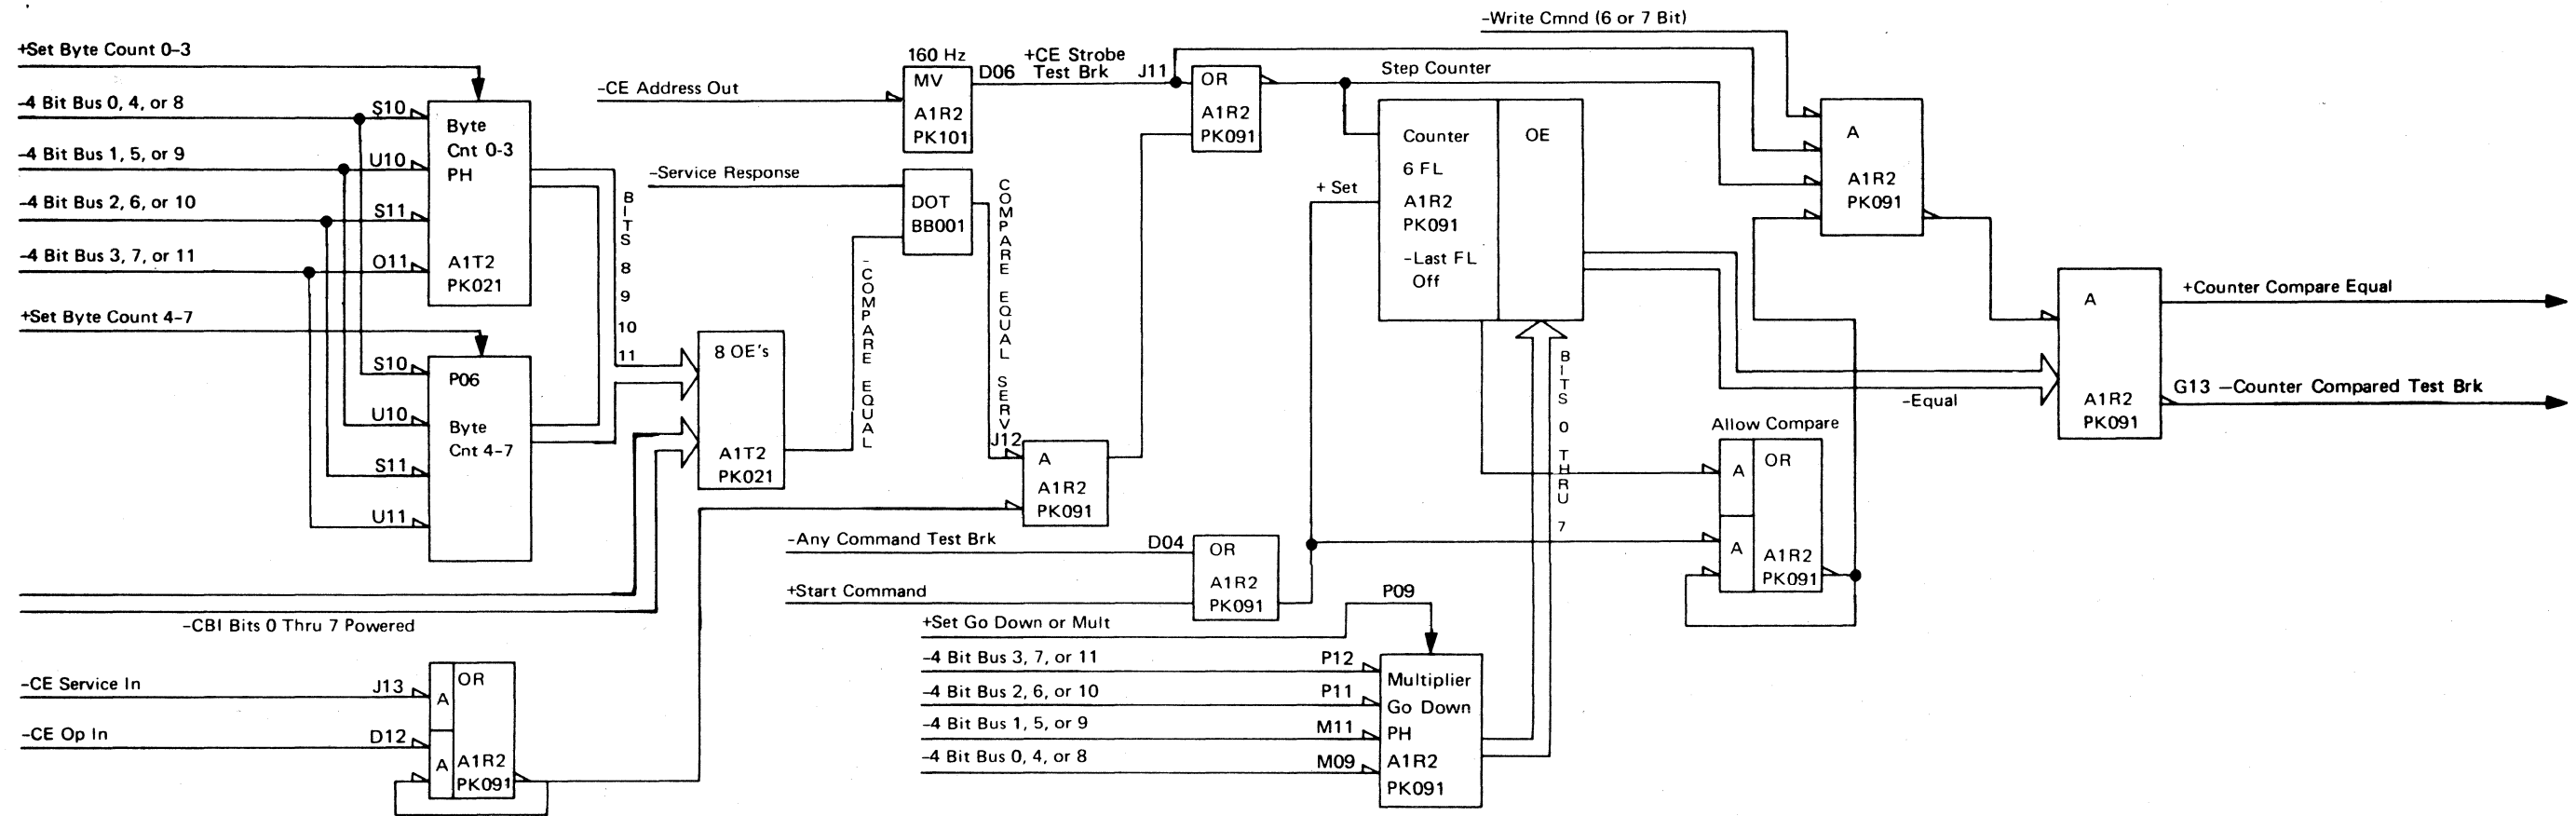 -Write Cmnd (6 or 7 Bit)
+Set Byte Count 0-3
160 Hz
+CE Strobe
Test Brk
D06
J11
MV
A1R2
PK101
-CE Address Out
OR
A1R2
PK091
Step Counter
-4 Bit Bus 0, 4, or 8
S10
-4 Bit Bus 1, 5, or 9
U10
-4 Bit Bus 2, 6, or 10
S11
-4 Bit Bus 3, 7, or 11
O11
Byte
Cnt 0-3
PH
A1T2
PK021
BITS 8 9 10 11
-Service Response
DOT
BB001
COMPARE EQUAL SERV
-COMPARE EQUAL
Counter
6 FL
A1R2
PK091
-Last FL
Off
OE
+ Set
A
A1R2
PK091
+Set Byte Count 4-7
S10
U10
S11
U11
P06
Byte
Cnt 4-7
8 OE's
A1T2
PK021
J12
A
A1R2
PK091
BITS 0 THRU 7
A
A1R2
PK091
+Counter Compare Equal
G13 -Counter Compared Test Brk
-Equal
Allow Compare
A
OR
A
A1R2
PK091
-Any Command Test Brk
D04
+Start Command
OR
A1R2
PK091
-CBI Bits 0 Thru 7 Powered
+Set Go Down or Mult
P09
-4 Bit Bus 3, 7, or 11
P12
-4 Bit Bus 2, 6, or 10
P11
-4 Bit Bus 1, 5, or 9
M11
-4 Bit Bus 0, 4, or 8
M09
Multiplier
Go Down
PH
A1R2
PK091
-CE Service In
J13
-CE Op In
D12
A
OR
A
A1R2
PK091